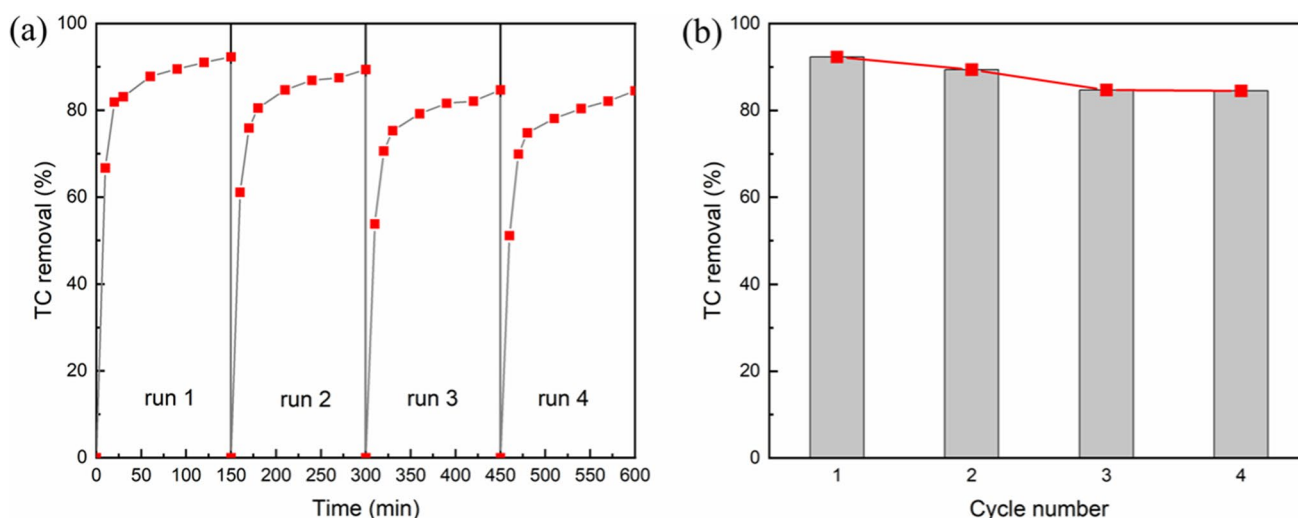 (a)
TC removal (%)
100
80
60
40
20
0
run 1
run 2
run 3
run 4
0 50 100 150 200 250 300 350 400 450 500 550 600
Time (min)
(b)
TC removal (%)
100
80
60
40
20
0
1 2 3 4
Cycle number